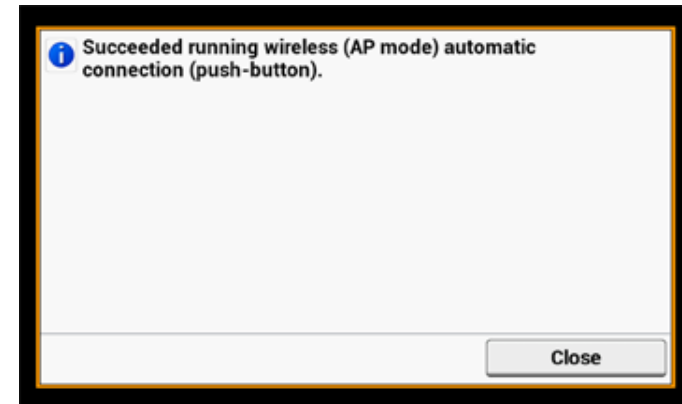 Succeeded running wireless (AP mode) automatic
connection (push-button).
Close